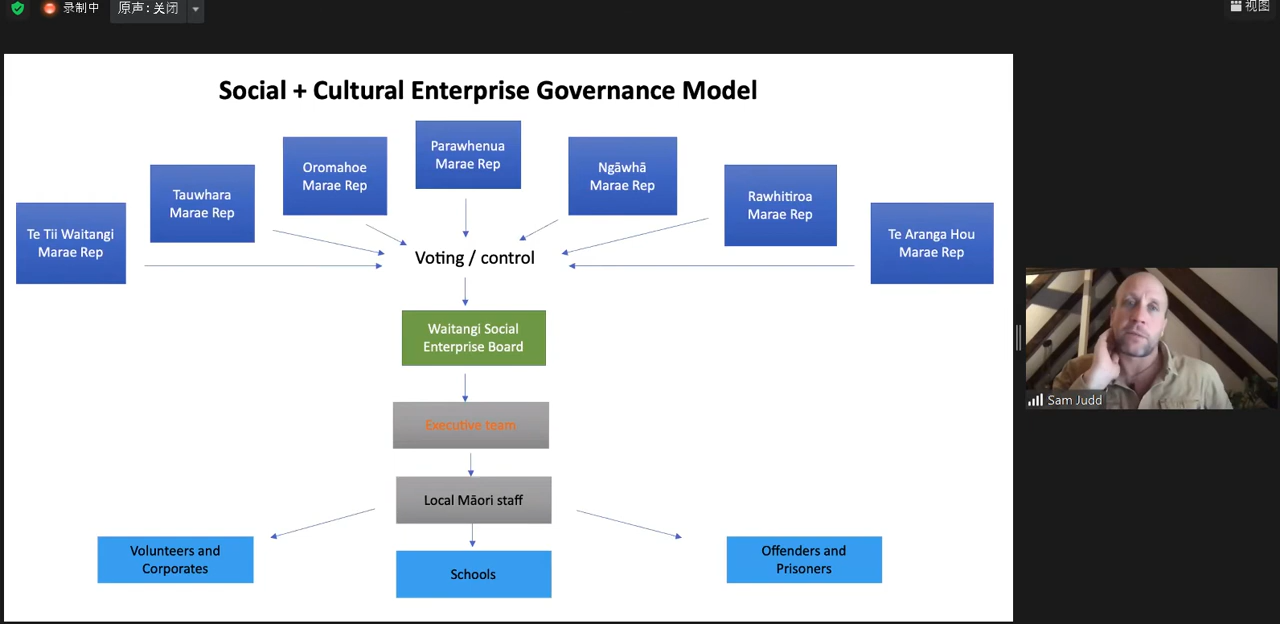 录制中
原声: 关闭
视图
Social + Cultural Enterprise Governance Model
Parawhenua
Marae Rep
Oromahoe
Marae Rep
Ngāwhā
Marae Rep
Tauwhara
Marae Rep
Rawhitiroa
Marae Rep
Te Tii Waitangi
Marae Rep
Te Aranga Hou
Marae Rep
Voting / control
Waitangi Social
Enterprise Board
Executive team
Local Māori staff
Volunteers and
Corporates
Schools
Offenders and
Prisoners
Sam Judd